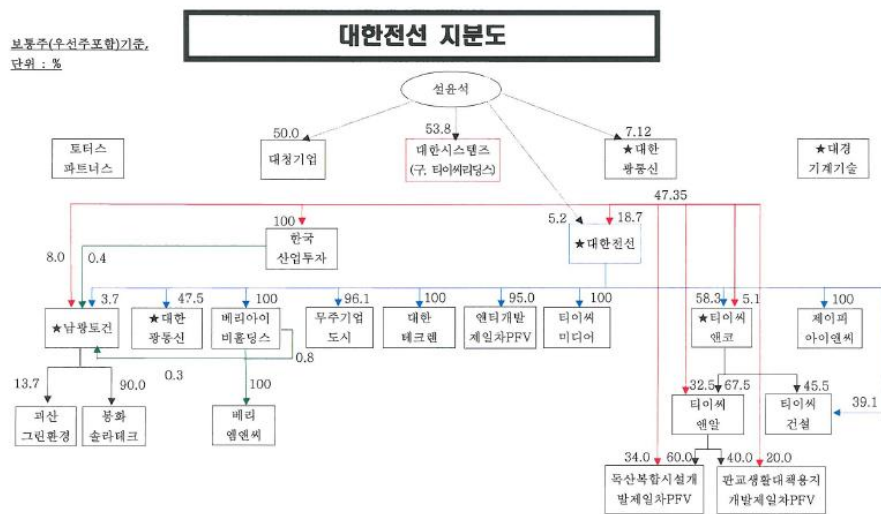 대한전선 지분도
보통주(우선주포함)기준,
단위 : %
설윤석
50.0
53.8
7.12
토터스
파트너스
대청기업
대한시스템즈
(구, 티이씨리딩스)
★대한
광통신
★대경
기계기술
47.35
100
5.2
18.7
한국
산업투자
★대한전선
8.0
0.4
3.7
47.5
100
96.1
100
95.0
100
58.3
5.1
100
★남광토건
★대한
광통신
베리아이
비홀딩스
무주기업
도시
대한
테크렌
앤티개발
제일차PFV
티이씨
미디어
★티이씨
앤코
제이피
아이앤씨
0.8
0.3
13.7
90.0
100
32.5
67.5
45.5
39.1
괴산
그린환경
봉화
솔라테크
베리
엠앤씨
티이씨
앤알
티이씨
건설
34.0
60.0
40.0
20.0
독산복합시설개
발제일차PFV
판교생활대책용지
개발제일차PFV